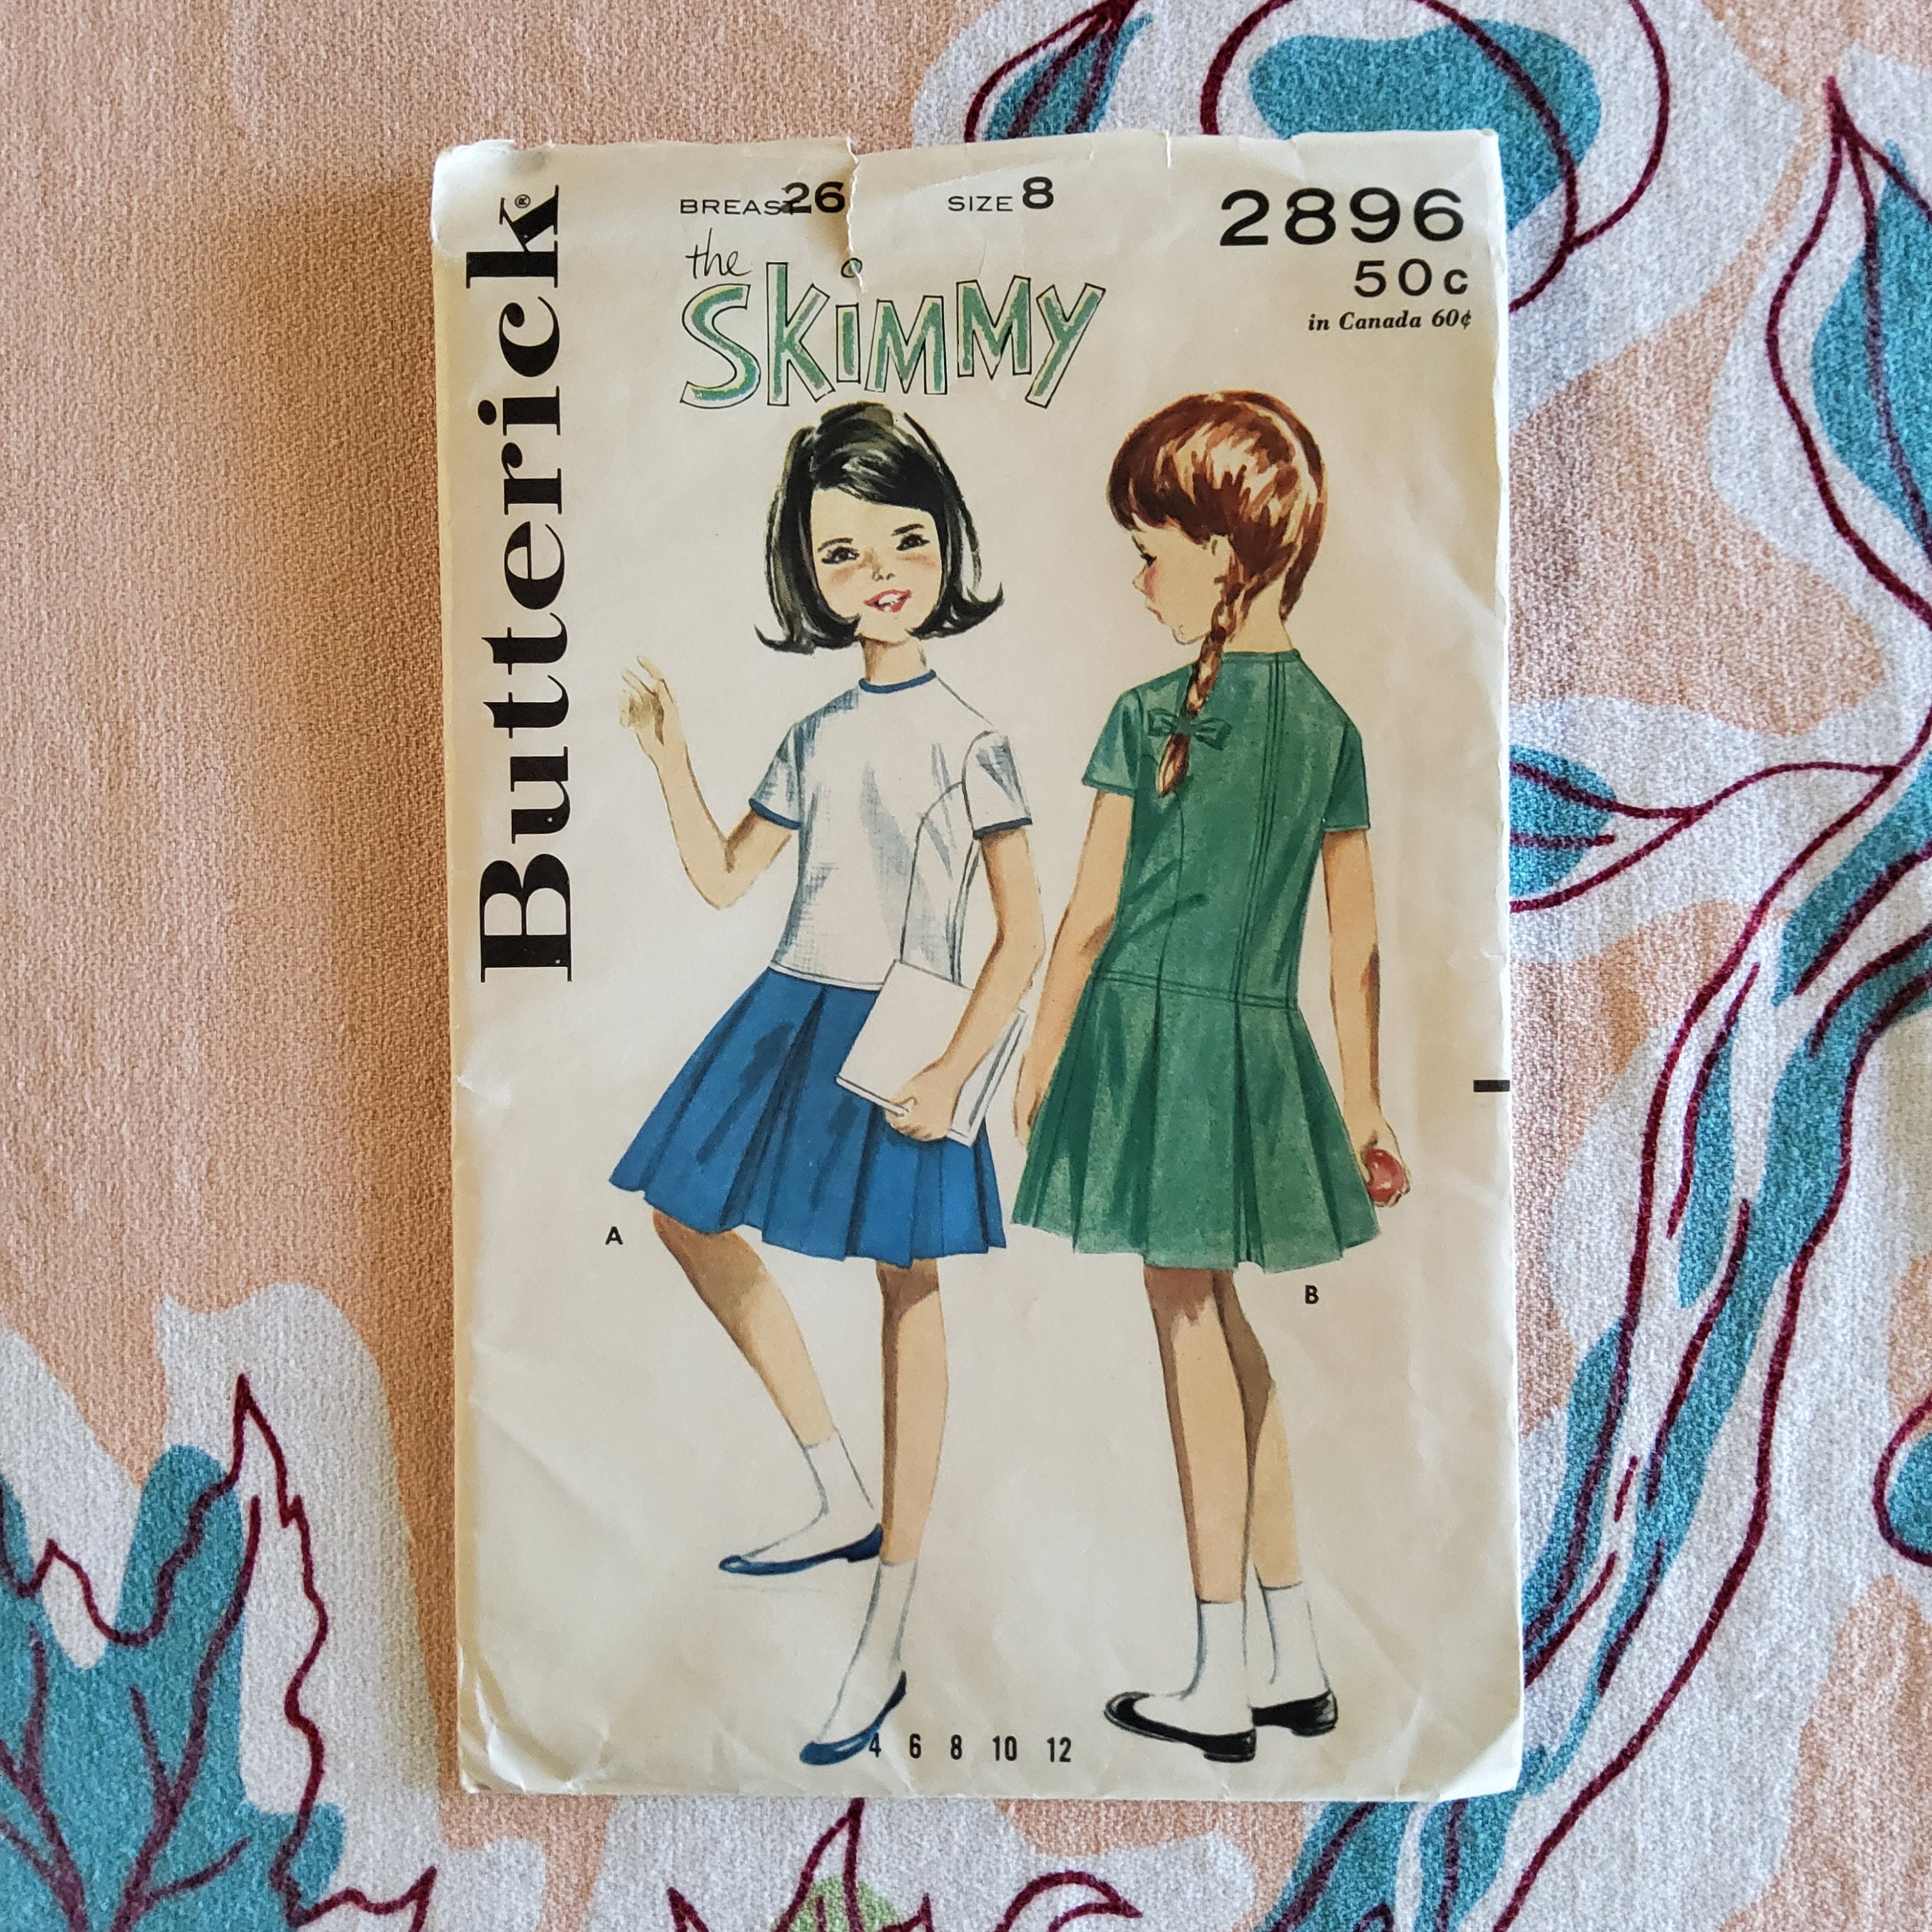 Butterick®
BREAST 26 SIZE 8
2896
50c
in Canada 60¢
the
SKiMMY
A
B
4 6 8 10 12